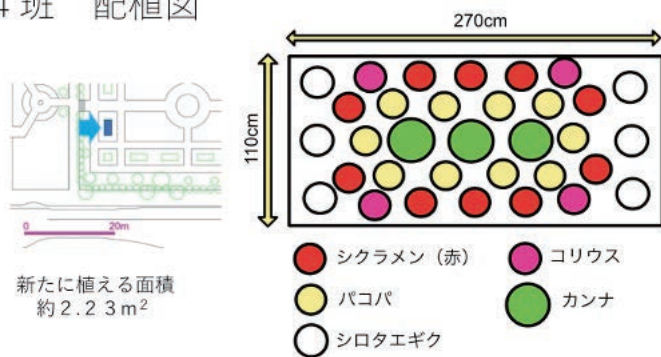 4班 配植図
270cm
110cm
0 20m
新たに植える面積
約2.23m²
シクラメン（赤）
コリウス
パコパ
カンナ
シロタエギク